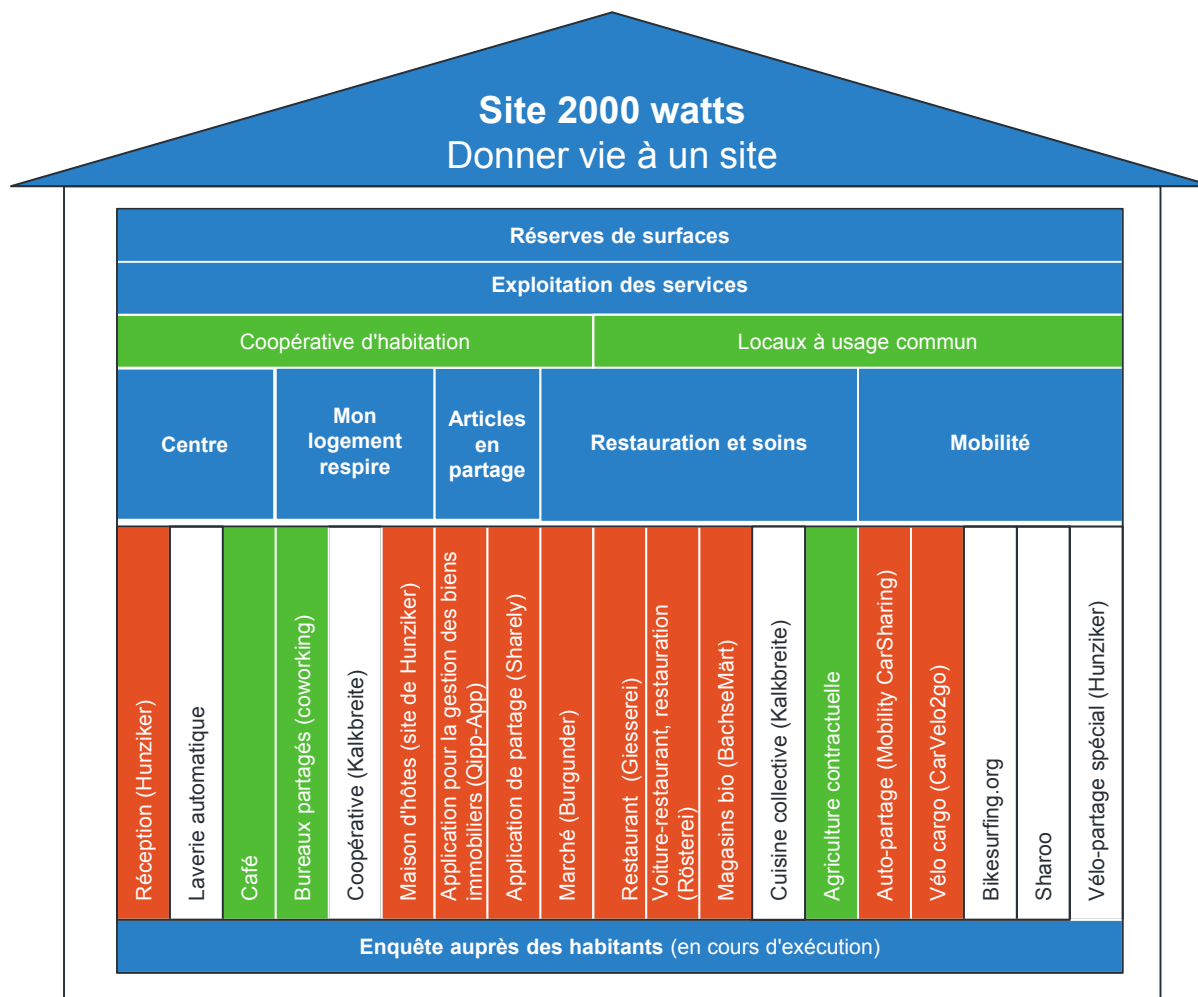 Site 2000 watts
Donner vie à un site
Réserves de surfaces
Exploitation des services
Coopérative d'habitation
Locaux à usage commun
Centre
Mon
logement
respire
Articles
en
partage
Restauration et soins
Mobilité
Réception (Hunziker)
Laverie automatique
Café
Bureaux partagés (coworking)
Coopérative (Kalkbreite)
Maison d'hôtes (site de Hunziker)
Application pour la gestion des biens
immobiliers (Qipp-App)
Application de partage (Sharely)
Marché (Burgunder)
Restaurant (Giesserei)
Voiture-restaurant, restauration
(Rösterei)
Magasins bio (BachseMärt)
Cuisine collective (Kalkbreite)
Agriculture contractuelle
Auto-partage (Mobility CarSharing)
Vélo cargo (CarVelo2go)
Bikesurfing.org
Sharoo
Vélo-partage spécial (Hunziker)
Enquête auprès des habitants (en cours d'exécution)